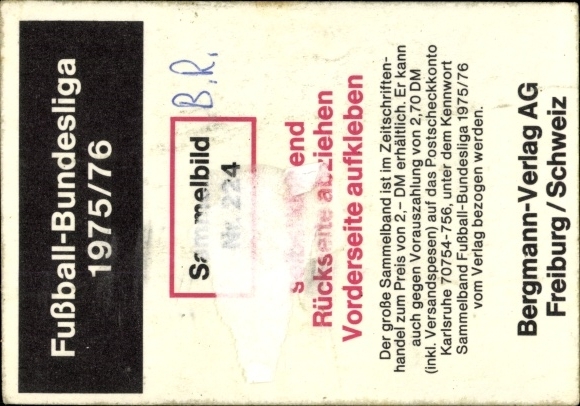 Fußball-Bundesliga
1975/76
B.R.
Sammelbild
Nr. 224
Rückseite abziehen
Vorderseite aufkleben
Der große Sammelband ist im Zeitschriften-
handel zum Preis von 2,– DM erhältlich. Er kann
auch gegen Vorauszahlung von 2,70 DM
(inkl. Versandspesen) auf das Postscheckkonto
Karlsruhe 70754-756, unter dem Kennwort
Sammelband Fußball-Bundesliga 1975/76
vom Verlag bezogen werden.
Bergmann-Verlag AG
Freiburg / Schweiz